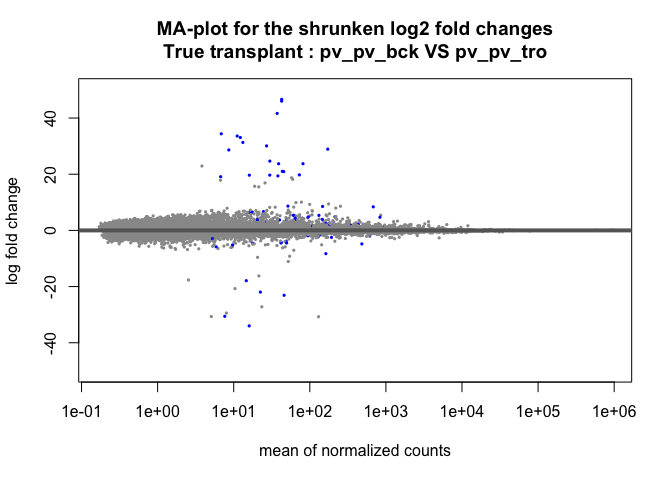 MA-plot for the shrunken log2 fold changes
True transplant : pv_pv_bck VS pv_pv_tro
log fold change
40
20
0
-20
-40
1e-01 1e+00 1e+01 1e+02 1e+03 1e+04 1e+05 1e+06
mean of normalized counts